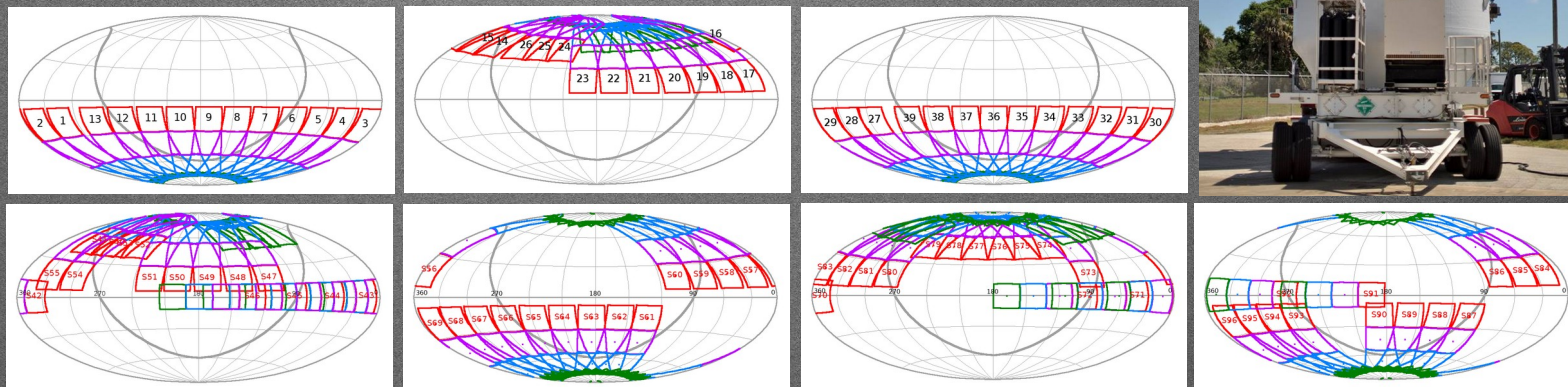 2 1 13 12 11 10 9 8 7 6 5 4 3
15 14 26 25 24 16
23 22 21 20 19 18 17
29 28 27 39 38 37 36 35 34 33 32 31 30
S55 S54 S51 S50 S49 S48 S47
360 S42 270 180 S46 S45 S44 S43
S56 S60 S59 S58 S57
360 270 180 90 0
S69 S68 S67 S66 S65 S64 S63 S62 S61
S79 S78 S77 S76 S75 S74
S83 S82 S81 S80 S73
360 S70 270 180 90 S72 S71 0
S86 S85 S84
360 S92 270 S91 180 90 0
S96 S95 S94 S93 S90 S89 S88 S87